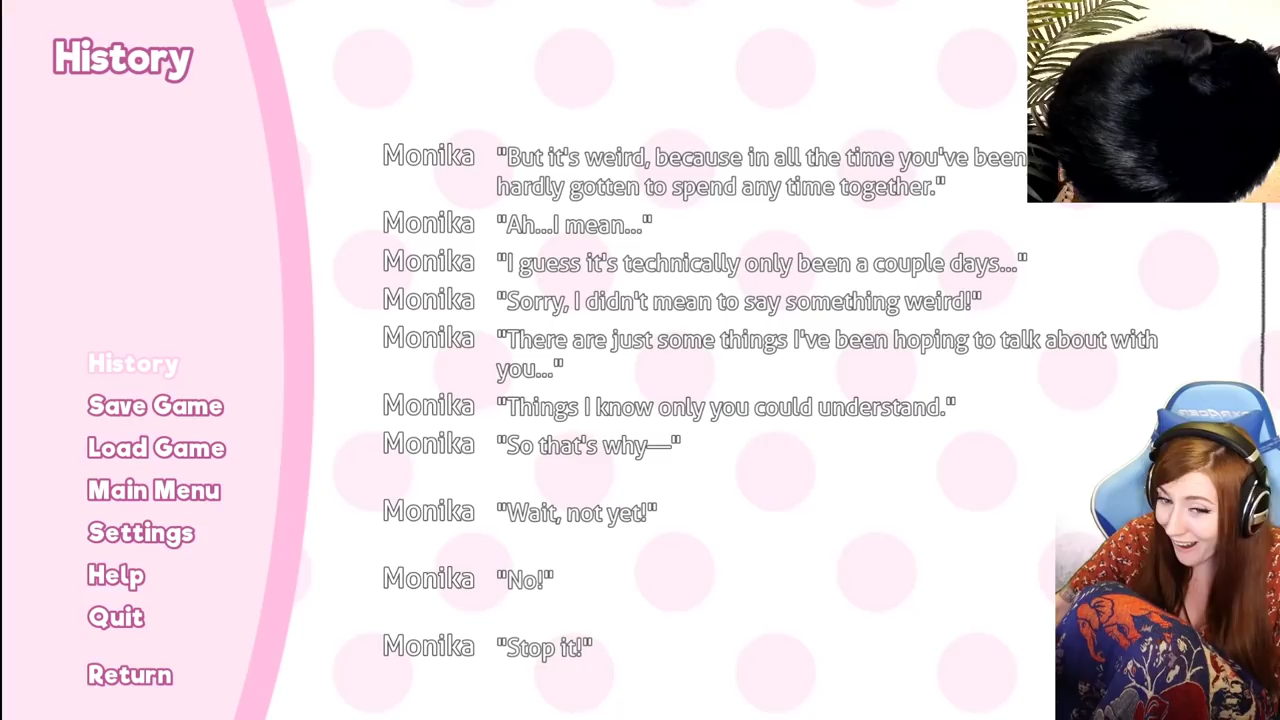 History
Monika "But it's weird, because in all the time you've been
hardly gotten to spend any time together."
Monika "Ah...I mean..."
Monika "I guess it's technically only been a couple days..."
Monika "Sorry, I didn't mean to say something weird!"
Monika "There are just some things I've been hoping to talk about with
you..."
Monika "Things I know only you could understand."
Monika "So that's why—"
Monika "Wait, not yet!"
Monika "No!"
Monika "Stop it!"
History
Save Game
Load Game
Main Menu
Settings
Help
Quit
Return